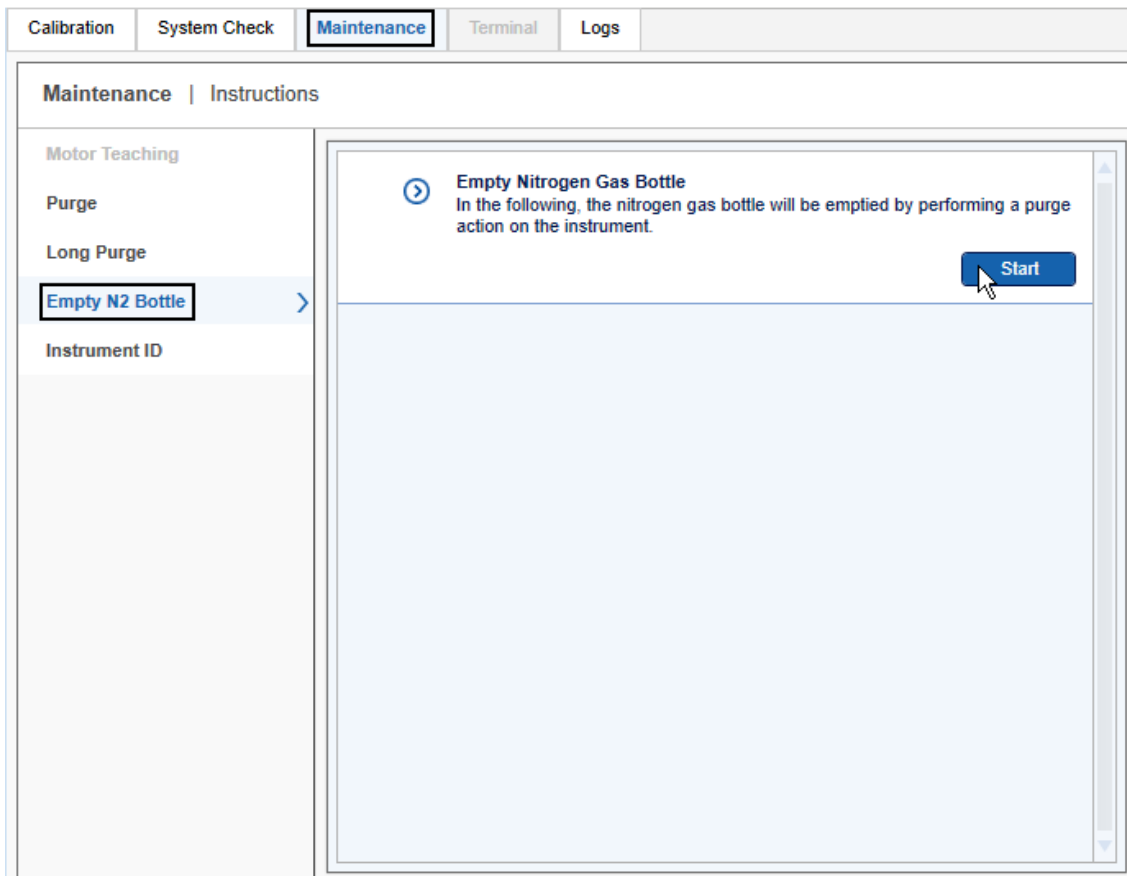 Calibration System Check Maintenance Terminal Logs
Maintenance | Instructions
Motor Teaching
Purge
Long Purge
Empty N2 Bottle
Instrument ID
Empty Nitrogen Gas Bottle
In the following, the nitrogen gas bottle will be emptied by performing a purge
action on the instrument.
Start